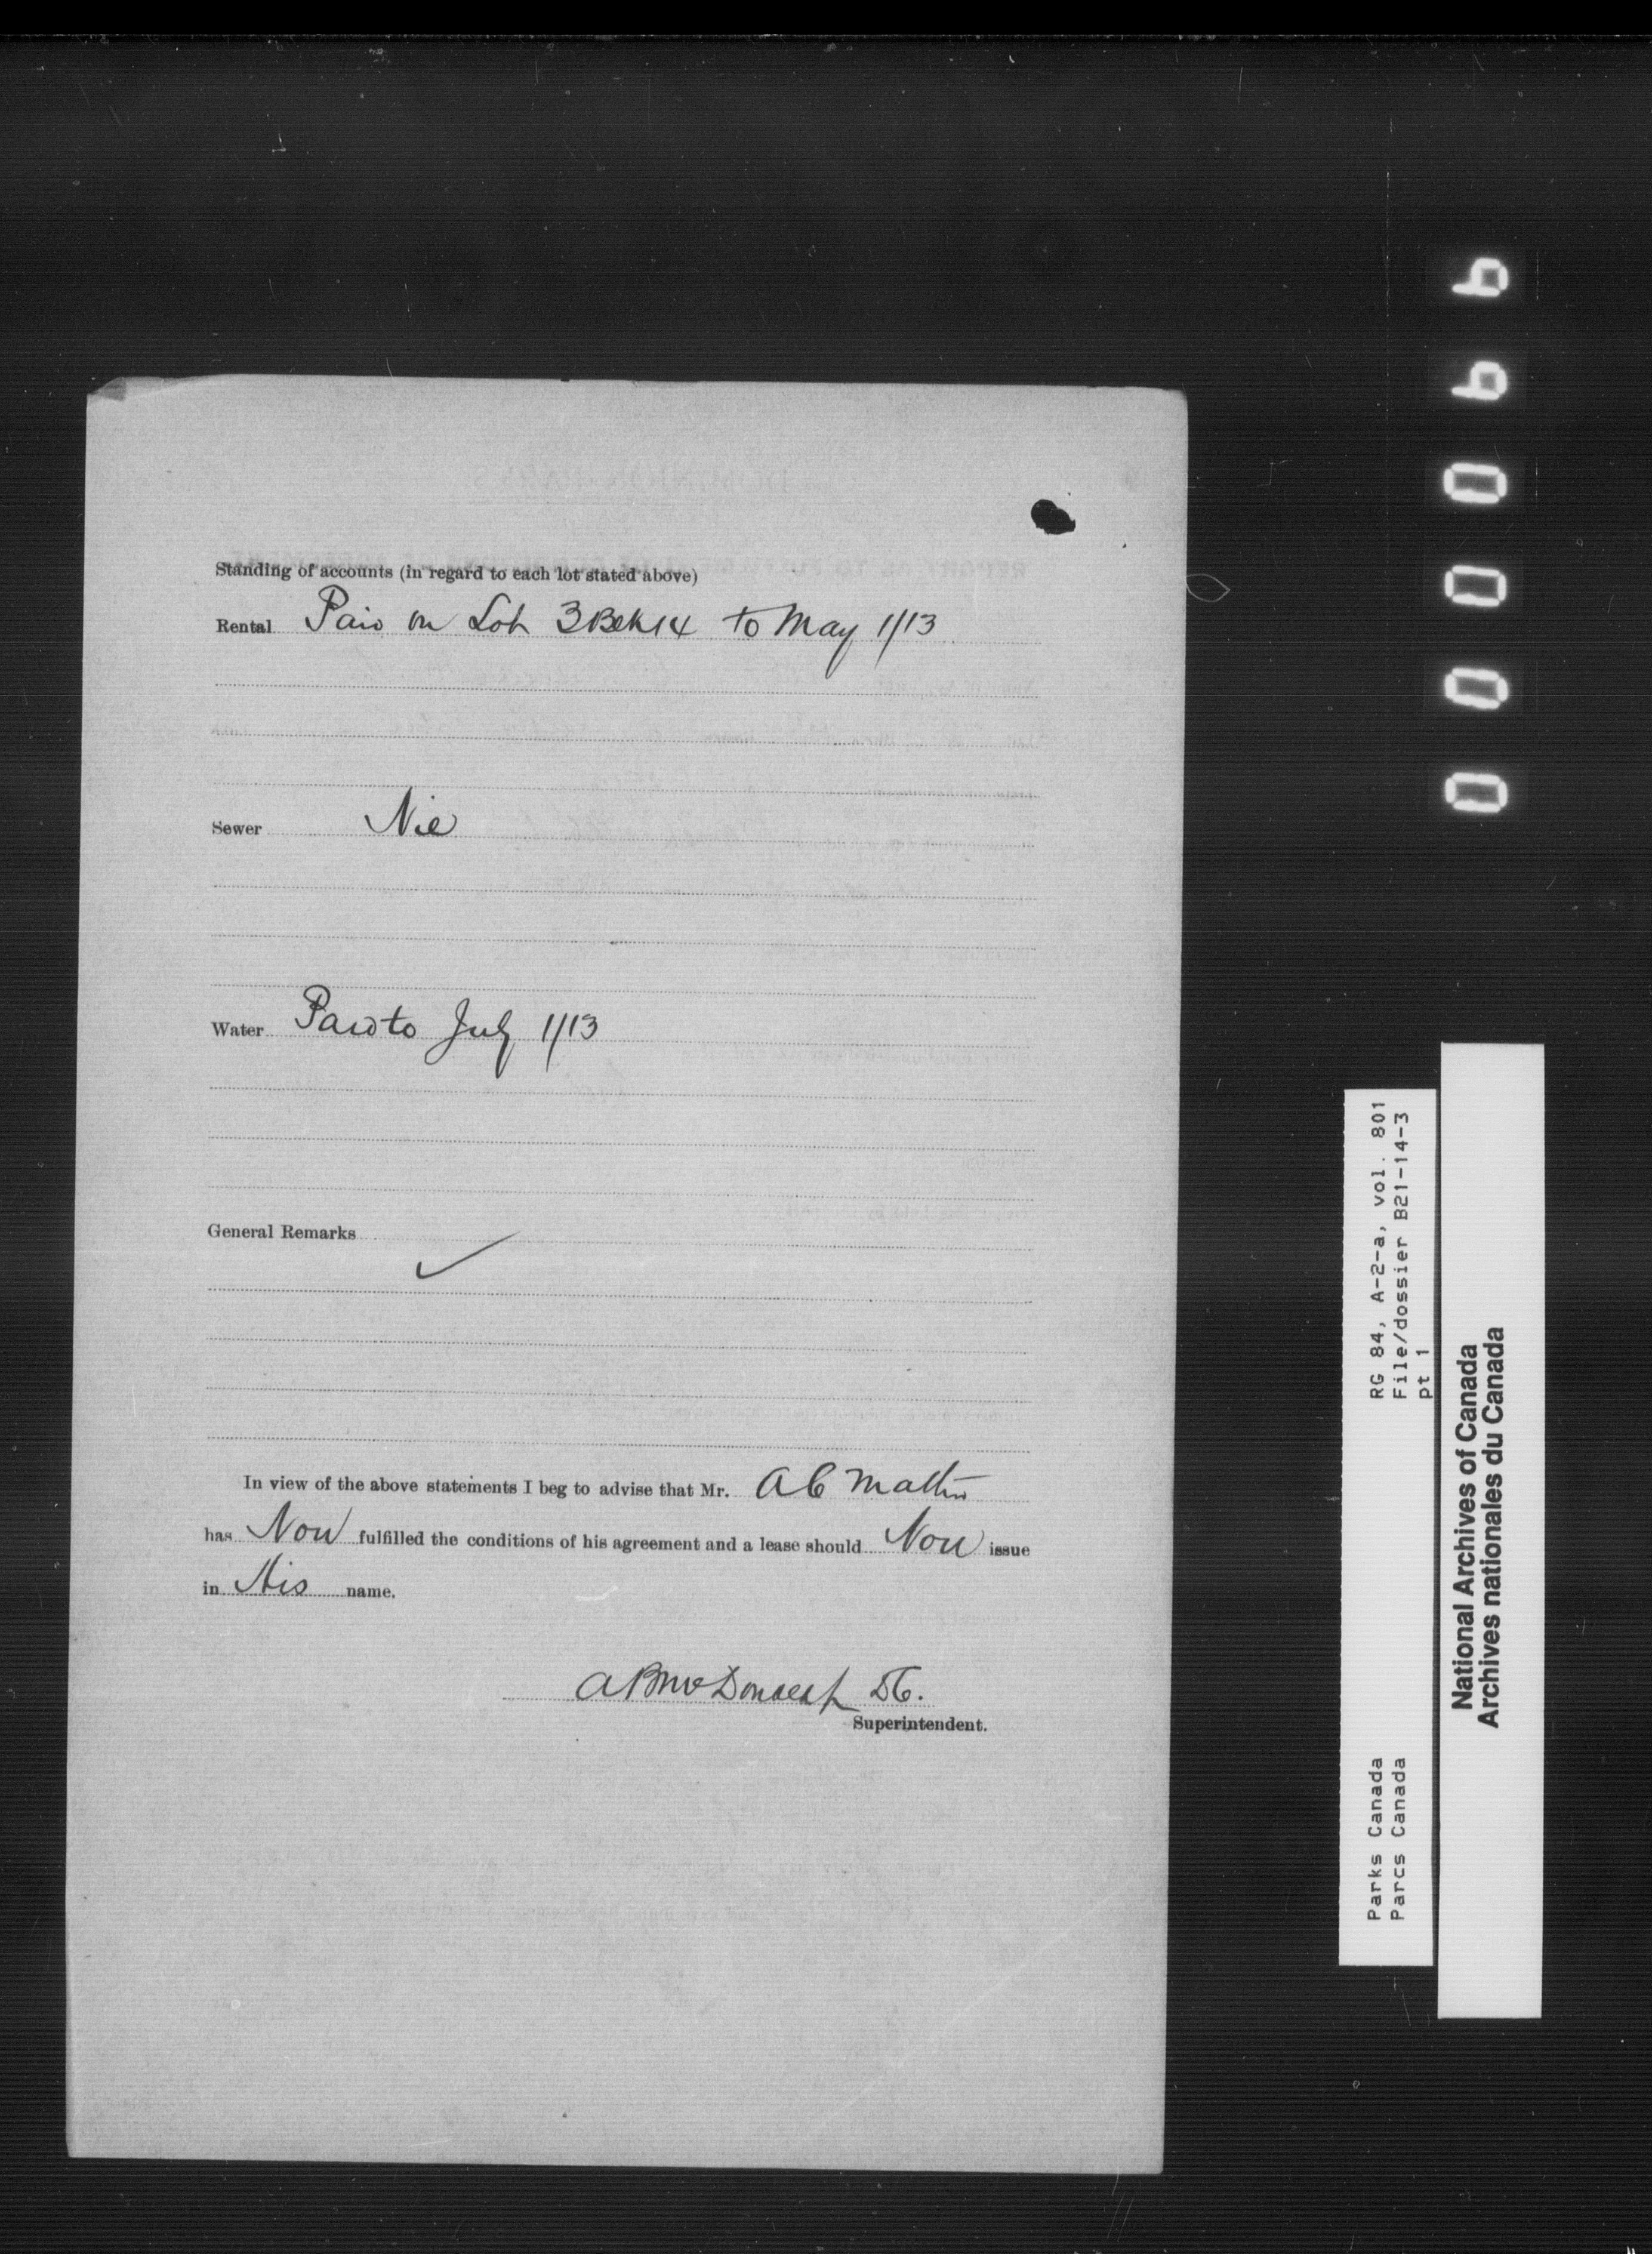 Standing of accounts (in regard to each lot stated above)
Rental Paid on Lot 3 Blk 14 to May 1/13
Sewer Nil
Water Paid to July 1/13
General Remarks
In view of the above statements I beg to advise that Mr. A C
has Now fulfilled the conditions of his agreement and a lease should Now issue
in His name.
A B McDonald
Superintendent.
000066
RG 84, A-2-a, vol. 801
File/dossier B21-14-3
pt 1
Parks Canada
Parcs Canada
National Archives of Canada
Archives nationales du Canada